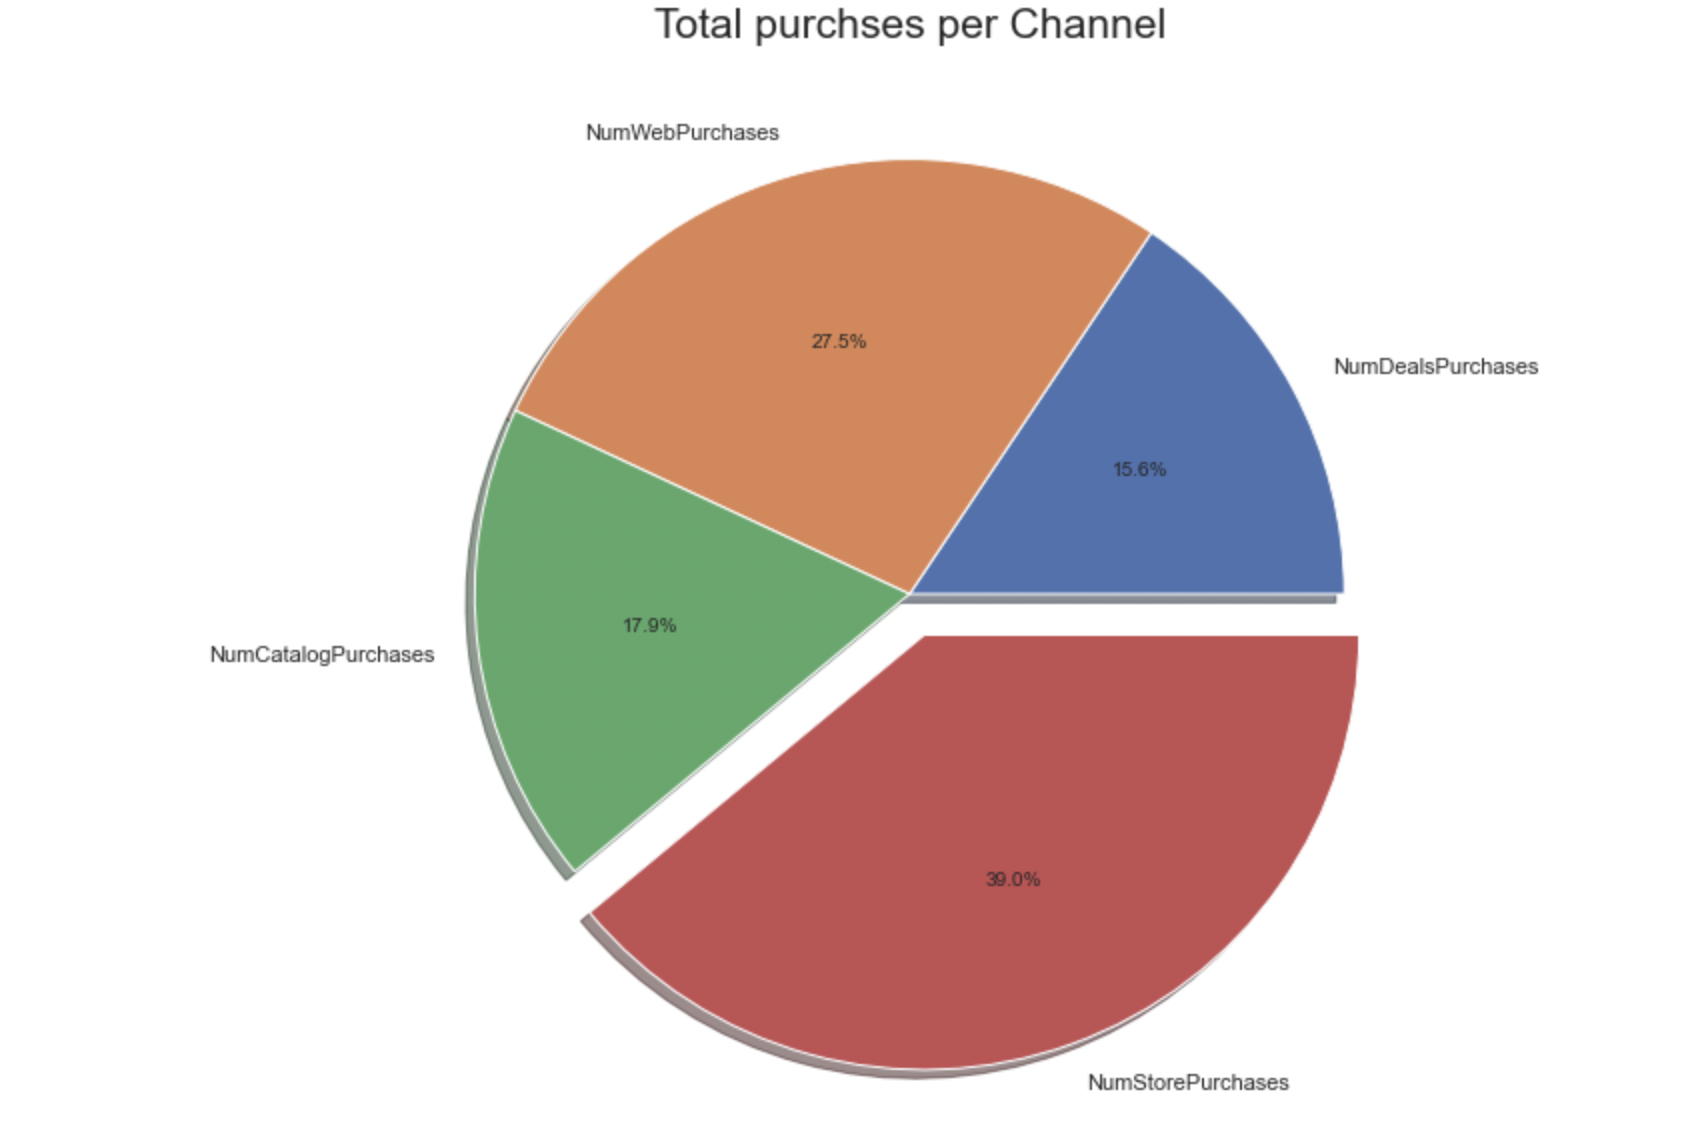 Total purchses per Channel
NumWebPurchases
27.5%
NumDealsPurchases
15.6%
17.9%
NumCatalogPurchases
39.0%
NumStorePurchases